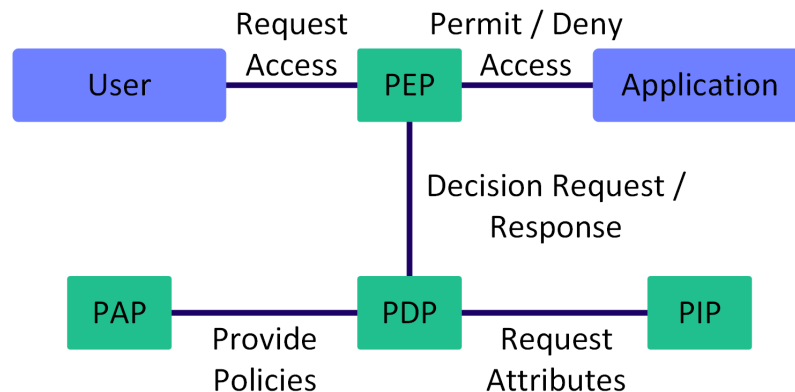 Request
Access
Permit / Deny
Access
User
PEP
Application
Decision Request /
Response
PAP
PDP
PIP
Provide
Policies
Request
Attributes